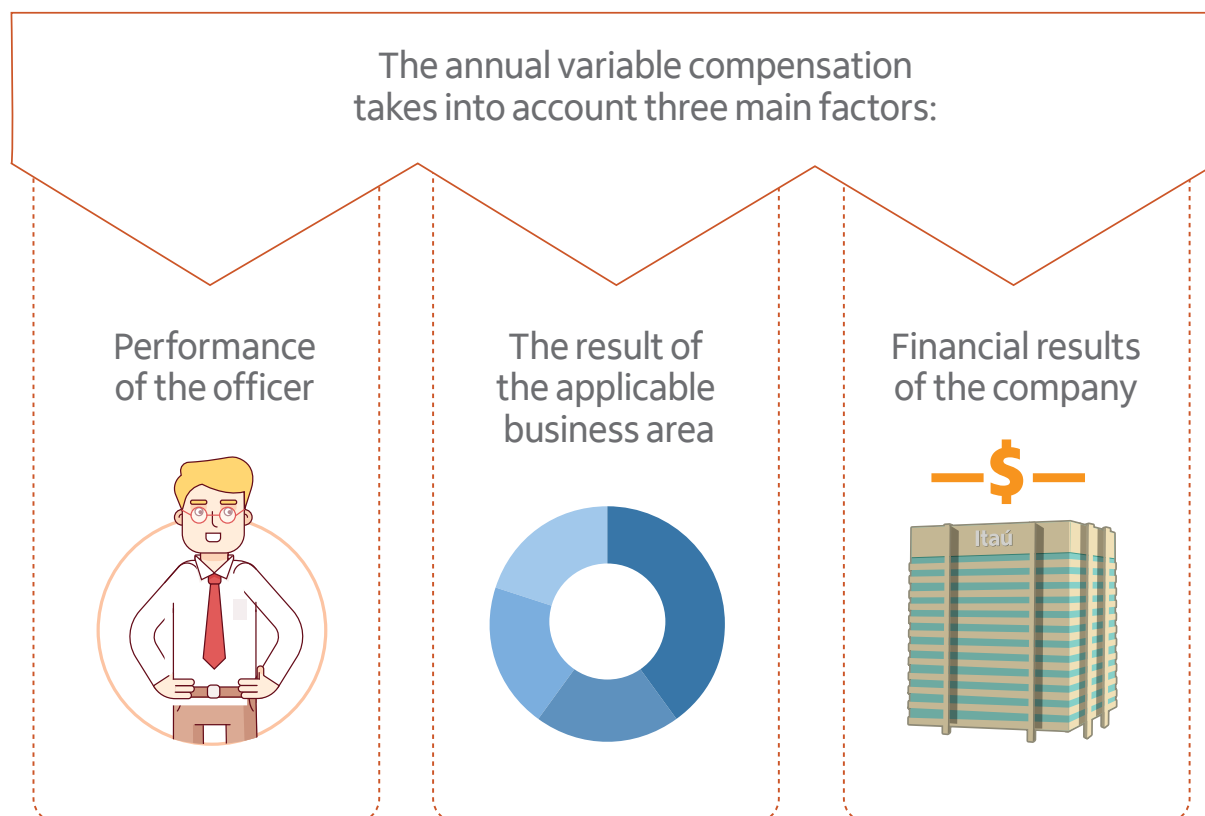 The annual variable compensation
takes into account three main factors:
Performance
of the officer
The result of
the applicable
business area
Financial results
of the company
$
Itaú